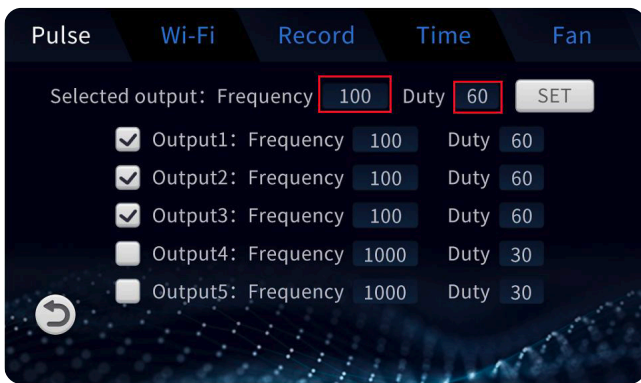 Pulse Wi-Fi Record Time Fan
Selected output: Frequency 100 Duty 60 SET
Output1: Frequency 100 Duty 60
Output2: Frequency 100 Duty 60
Output3: Frequency 100 Duty 60
Output4: Frequency 1000 Duty 30
Output5: Frequency 1000 Duty 30